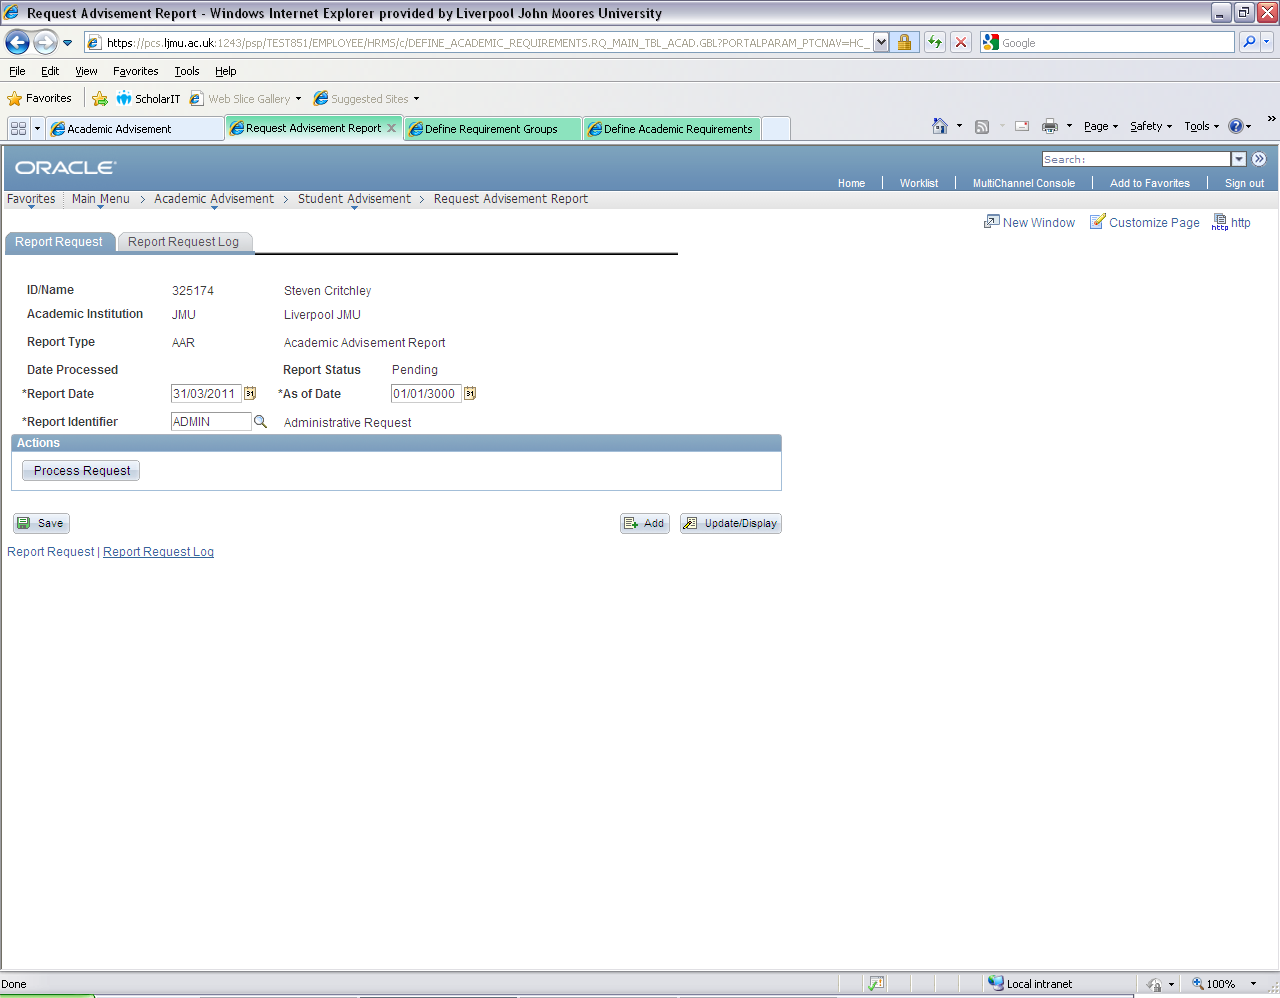 Request Advisement Report - Windows Internet Explorer provided by Liverpool John Moores University
https://pcs.ljmu.ac.uk:1243/psp/TEST851/EMPLOYEE/HRMS/c/DEFINE_ACADEMIC_REQUIREMENTS.RQ_MAIN_TBL_ACAD.GBL?PORTALPARAM_PTCNAV=HC_ Google
File Edit View Favorites Tools Help
Favorites ScholarIT Web Slice Gallery Suggested Sites
Academic Advisement Request Advisement Report Define Requirement Groups Define Academic Requirements Page Safety Tools
ORACLE Search:
Home Worklist MultiChannel Console Add to Favorites Sign out
Favorites Main Menu > Academic Advisement > Student Advisement > Request Advisement Report
New Window Customize Page http
Report Request Report Request Log
ID/Name 325174 Steven Critchley
Academic Institution JMU Liverpool JMU
Report Type AAR Academic Advisement Report
Date Processed Report Status Pending
*Report Date 31/03/2011 *As of Date 01/01/3000
*Report Identifier ADMIN Administrative Request
Actions
Process Request
Save Add Update/Display
Report Request | Report Request Log
Done Local intranet 100%